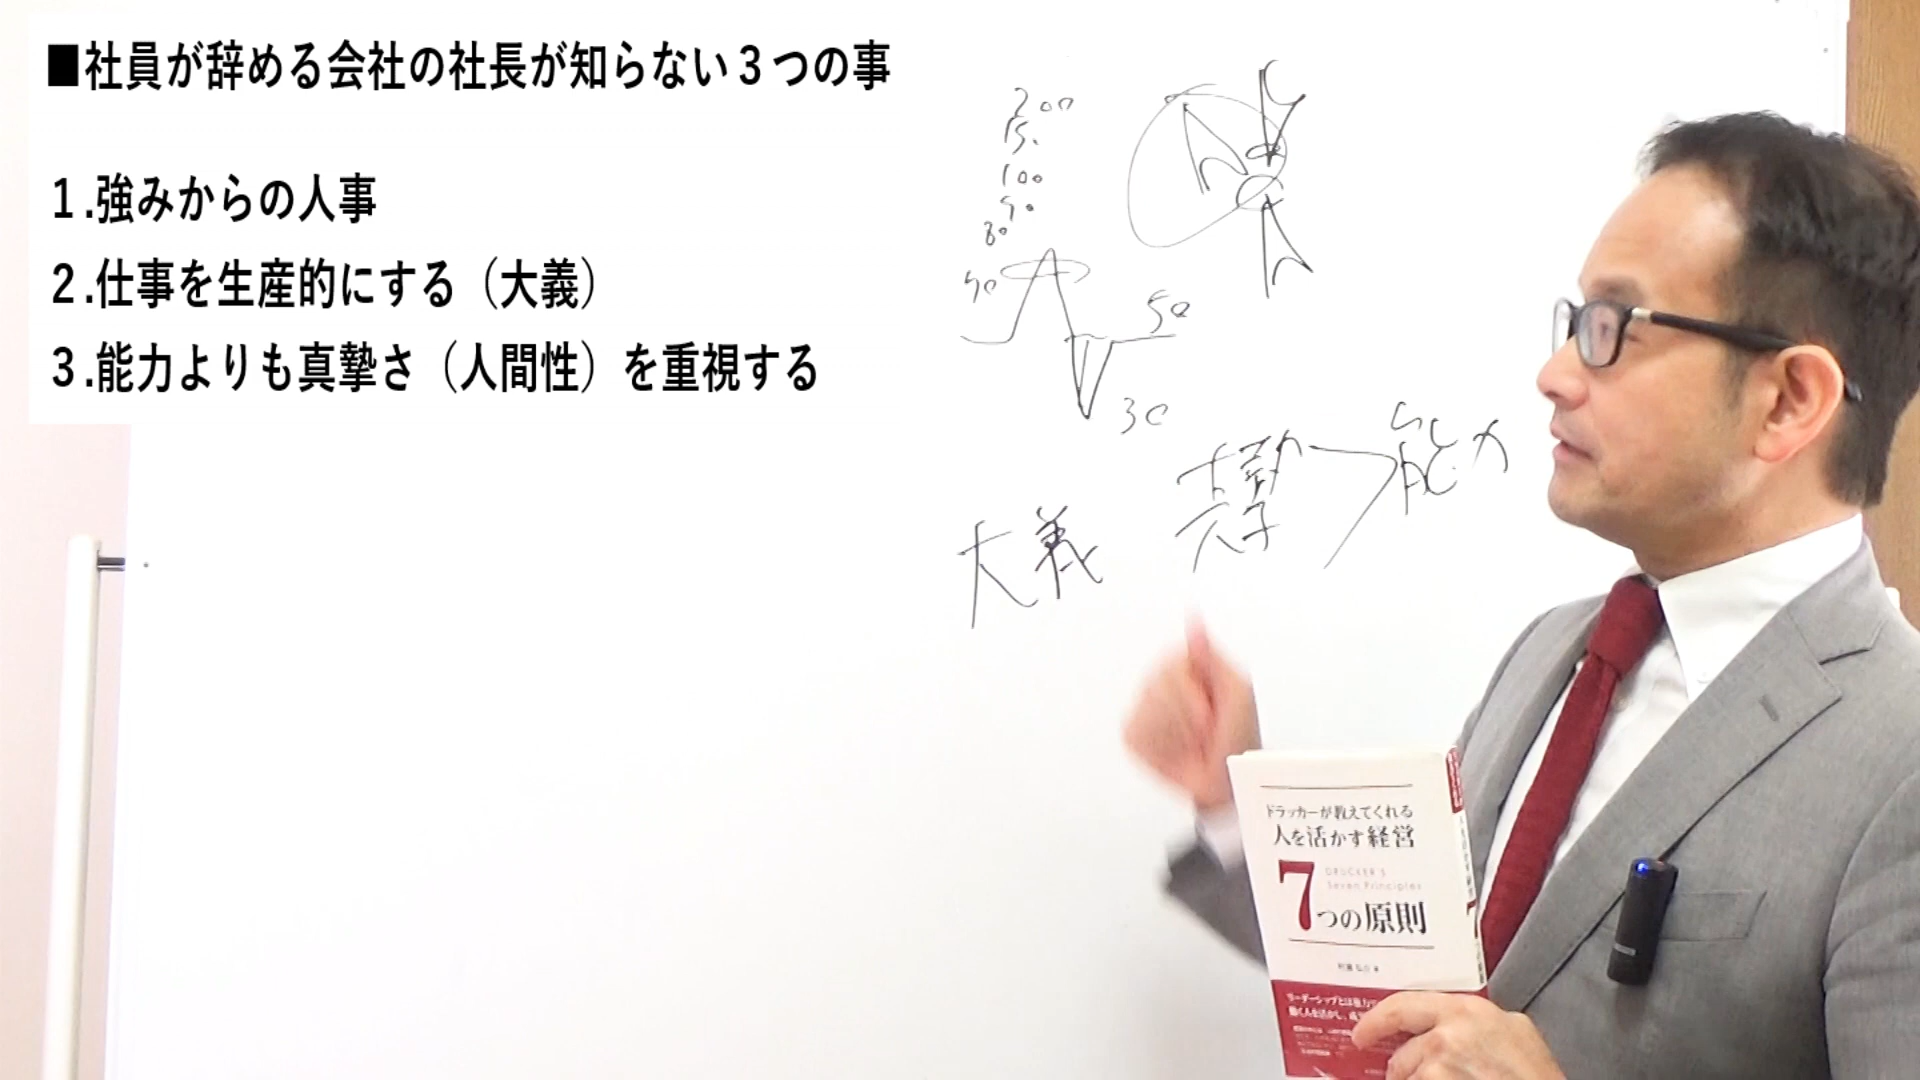 ■社員が辞める会社の社長が知らない３つの事
１.強みからの人事
２.仕事を生産的にする（大義）
３.能力よりも真摯さ（人間性）を重視する
200
15.
100
90
80
50
30
大義
真摯
能力
ドラッカーが教えてくれる
人を活かす経営
7
DRUCKER'S
Seven Principles
つの原則